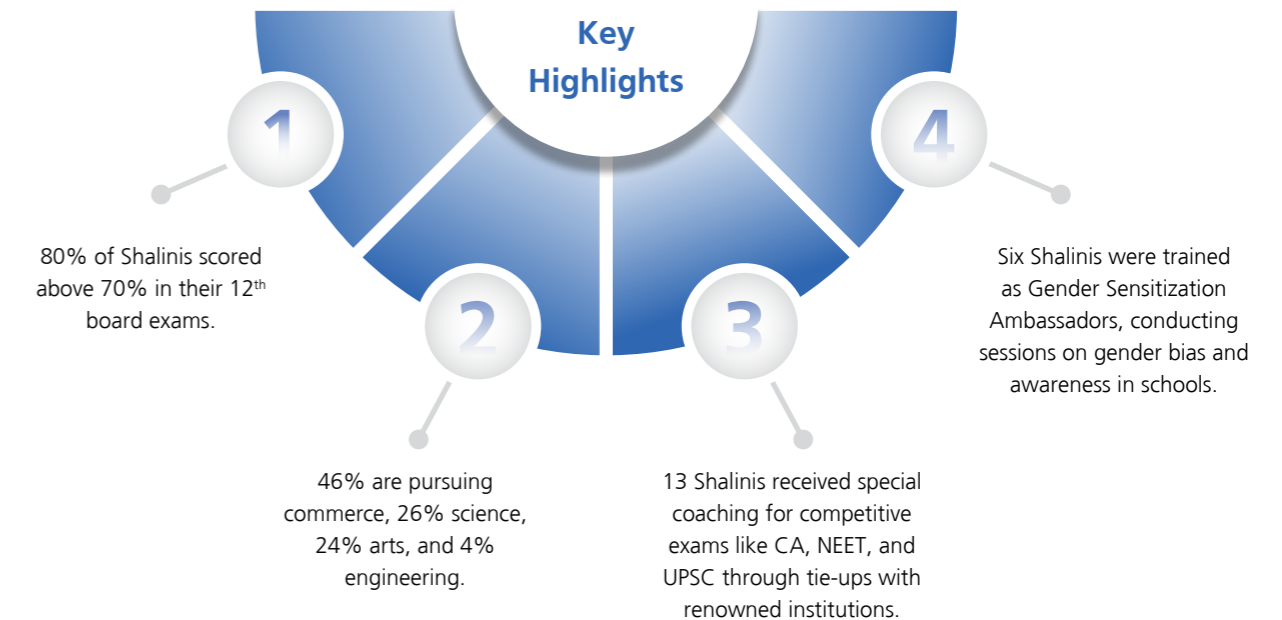 Key
Highlights
1
80% of Shalinis scored
above 70% in their 12th
board exams.
2
46% are pursuing
commerce, 26% science,
24% arts, and 4%
engineering.
3
13 Shalinis received special
coaching for competitive
exams like CA, NEET, and
UPSC through tie-ups with
renowned institutions.
4
Six Shalinis were trained
as Gender Sensitization
Ambassadors, conducting
sessions on gender bias and
awareness in schools.